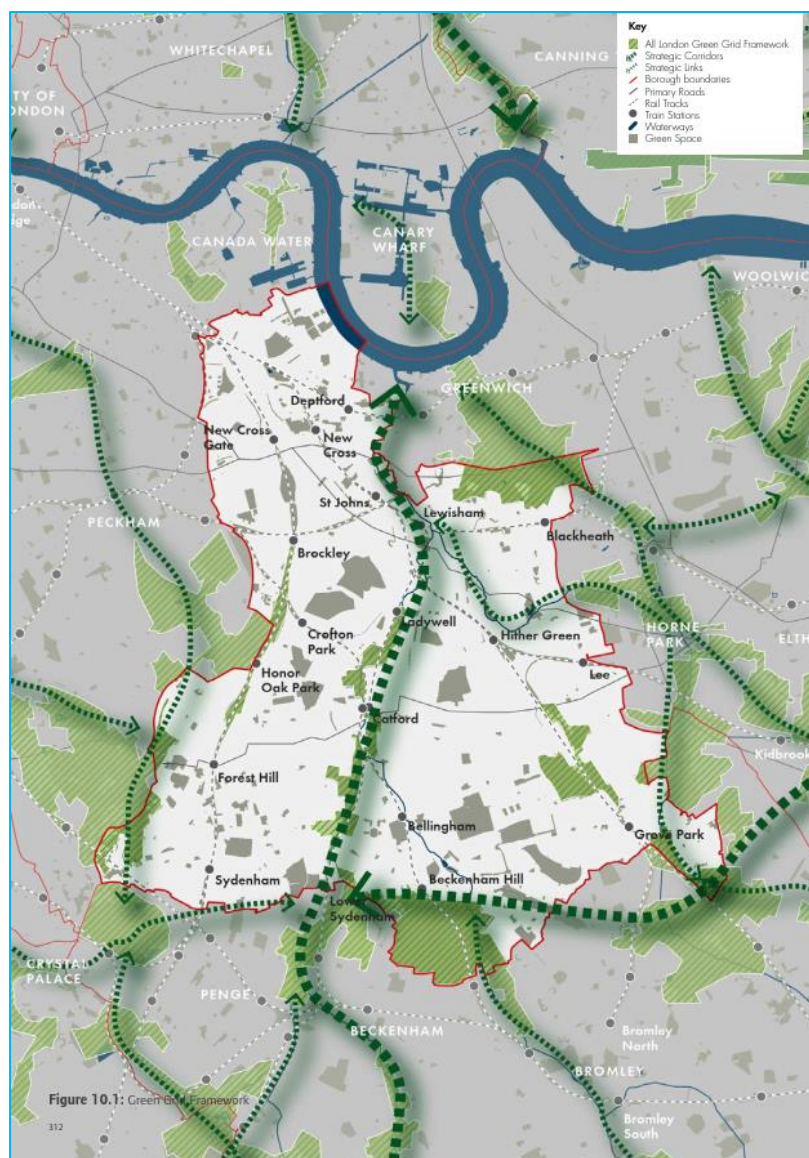 Key
All London Green Grid Framework
Strategic Corridors
Strategic Links
Borough boundaries
Primary Roads
Rail Tracks
Train Stations
Waterways
Green Space
WHITECHAPEL
CANNING
TY OF
ONDON
CANADA WATER
CANARY
WHARF
WOOLWIC
GREENWICH
Deptford
New Cross
Gate
New
Cross
St Johns
PECKHAM
Lewisham
Blackheath
Brockley
Ladywell
Crofton
Park
Hither Green
HORNE
PARK
ELTH
Honor
Oak Park
Lee
Catford
Kidbrook
Forest Hill
Bellingham
Grove Park
Sydenham
Beckenham Hill
Lower
Sydenham
CRYSTAL
PALACE
PENGE
BECKENHAM
Bromley
North
BROMLEY
Bromley
South
Figure 10.1: Green Grid Framework
312